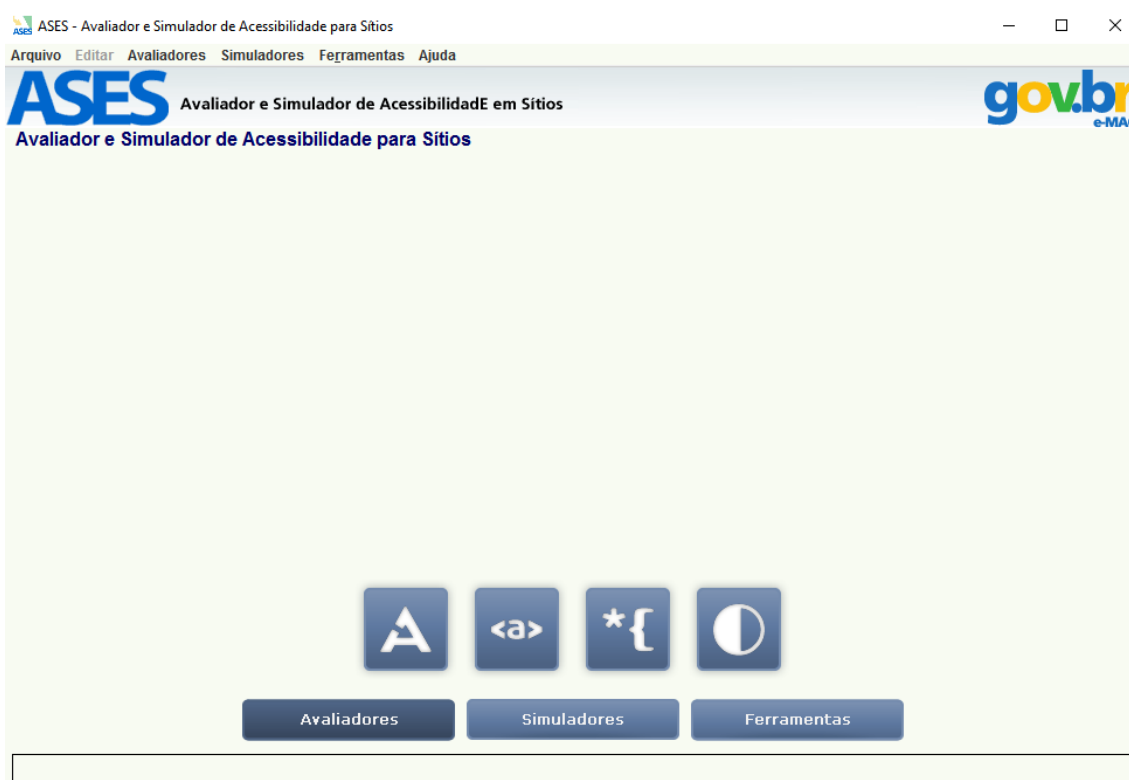 ASES - Avaliador e Simulador de Acessibilidade para Sítios
Arquivo Editar Avaliadores Simuladores Ferramentas Ajuda
ASES Avaliador e Simulador de AcessibilidadE em Sítios
gov.br
e-MA
Avaliador e Simulador de Acessibilidade para Sítios
A <a> *{
Avaliadores Simuladores Ferramentas